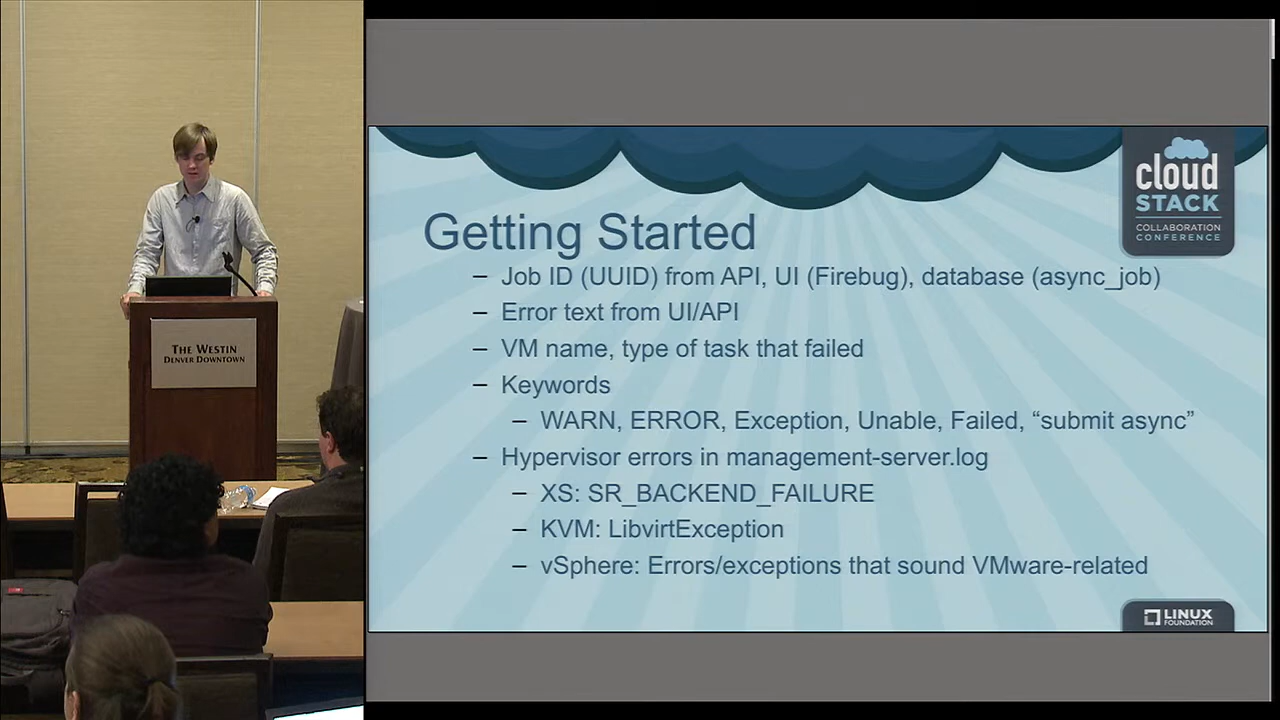 THE WESTIN
DENVER DOWNTOWN
cloud
STACK
COLLABORATION
CONFERENCE
Getting Started
– Job ID (UUID) from API, UI (Firebug), database (async_job)
– Error text from UI/API
– VM name, type of task that failed
– Keywords
– WARN, ERROR, Exception, Unable, Failed, “submit async”
– Hypervisor errors in management-server.log
– XS: SR_BACKEND_FAILURE
– KVM: LibvirtException
– vSphere: Errors/exceptions that sound VMware-related
LINUX
FOUNDATION